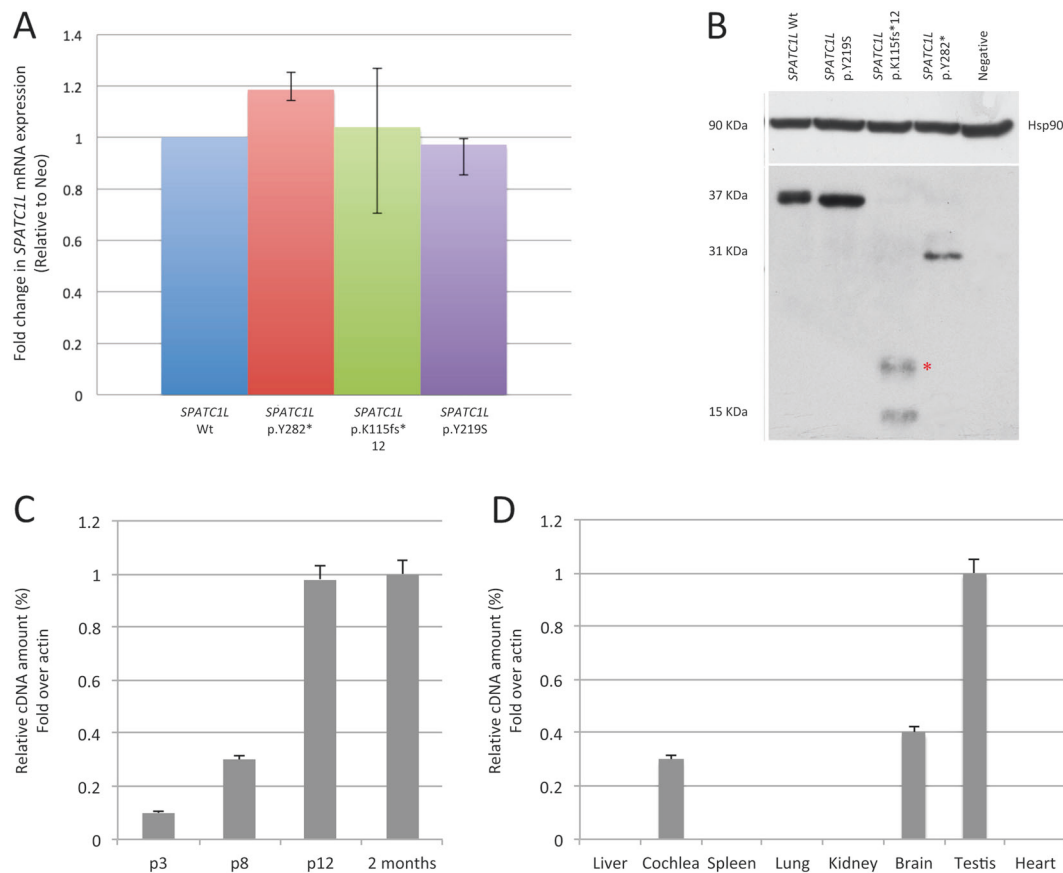 A
1.4
1.2
1
0.8
0.6
0.4
0.2
0
Fold change in SPATC1L mRNA expression
(Relative to Neo)
SPATC1L
Wt
SPATC1L
p.Y282*
SPATC1L
p.K115fs*
12
SPATC1L
p.Y219S
B
SPATC1L Wt
SPATC1L
p.Y219S
SPATC1L
p.K115fs*12
SPATC1L
p.Y282*
Negative
90 KDa
Hsp90
37 KDa
31 KDa
*
15 KDa
C
1.2
1
0.8
0.6
0.4
0.2
0
Relative cDNA amount (%)
Fold over actin
p3
p8
p12
2 months
D
1.2
1
0.8
0.6
0.4
0.2
0
Relative cDNA amount (%)
Fold over actin
Liver
Cochlea
Spleen
Lung
Kidney
Brain
Testis
Heart